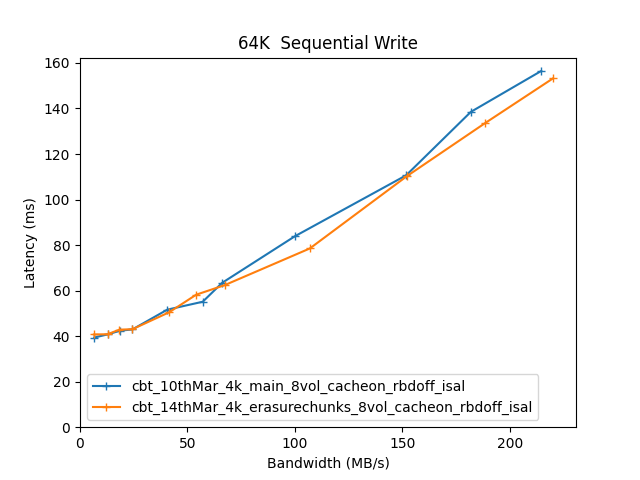 64K  Sequential Write
160
140
120
100
80
60
40
20
0
Latency (ms)
cbt_10thMar_4k_main_8vol_cacheon_rbdoff_isal
cbt_14thMar_4k_erasurechunks_8vol_cacheon_rbdoff_isal
0 50 100 150 200
Bandwidth (MB/s)